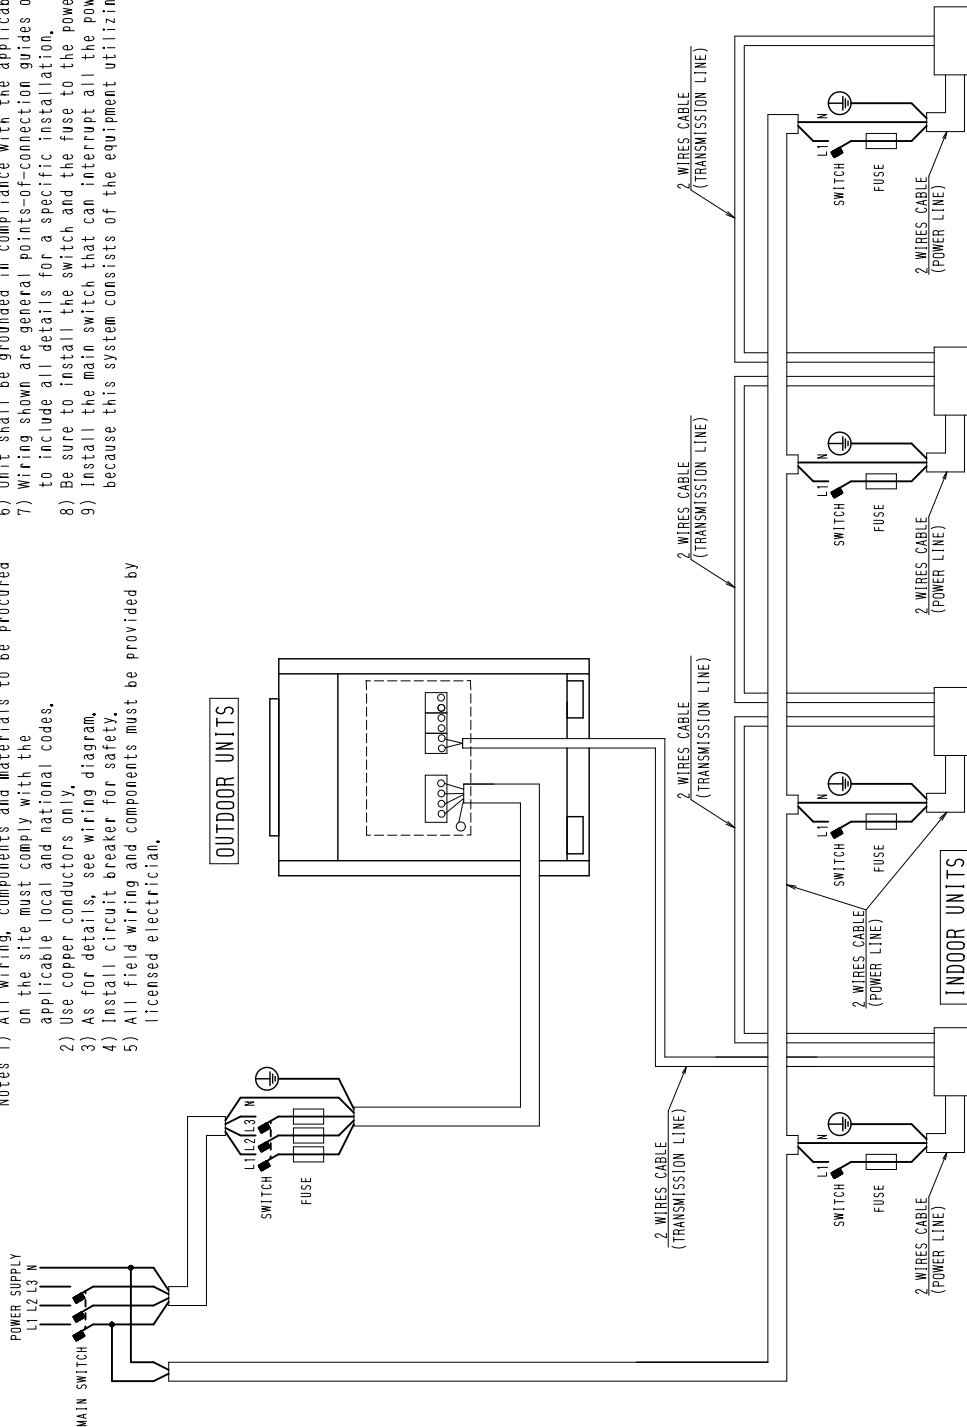 Notes 1) All wiring, components and materials to be procured
on the site must comply with the
applicable local and national codes.
2) Use copper conductors only.
3) As for details, see wiring diagram.
4) Install circuit breaker for safety.
5) All field wiring and components must be provided by
licensed electrician.
6) Unit shall be grounded in compliance with the
7) Wiring shown are general points-of-connection guides
to include all details for a specific installation.
8) Be sure to install the switch and the fuse to the
9) Install the main switch that can interrupt all the
because this system consists of the equipment
POWER SUPPLY
L1 L2 L3 N
MAIN SWITCH
L1 L2 L3 N
SWITCH
FUSE
OUTDOOR UNITS
2 WIRES CABLE
(TRANSMISSION LINE)
2 WIRES CABLE
(TRANSMISSION LINE)
2 WIRES CABLE
(TRANSMISSION LINE)
2 WIRES CABLE
(TRANSMISSION LINE)
L1 N
SWITCH
FUSE
2 WIRES CABLE
(POWER LINE)
L1 N
SWITCH
FUSE
2 WIRES CABLE
(POWER LINE)
L1 N
SWITCH
FUSE
2 WIRES CABLE
(POWER LINE)
L1 N
SWITCH
FUSE
2 WIRES CABLE
(POWER LINE)
INDOOR UNITS